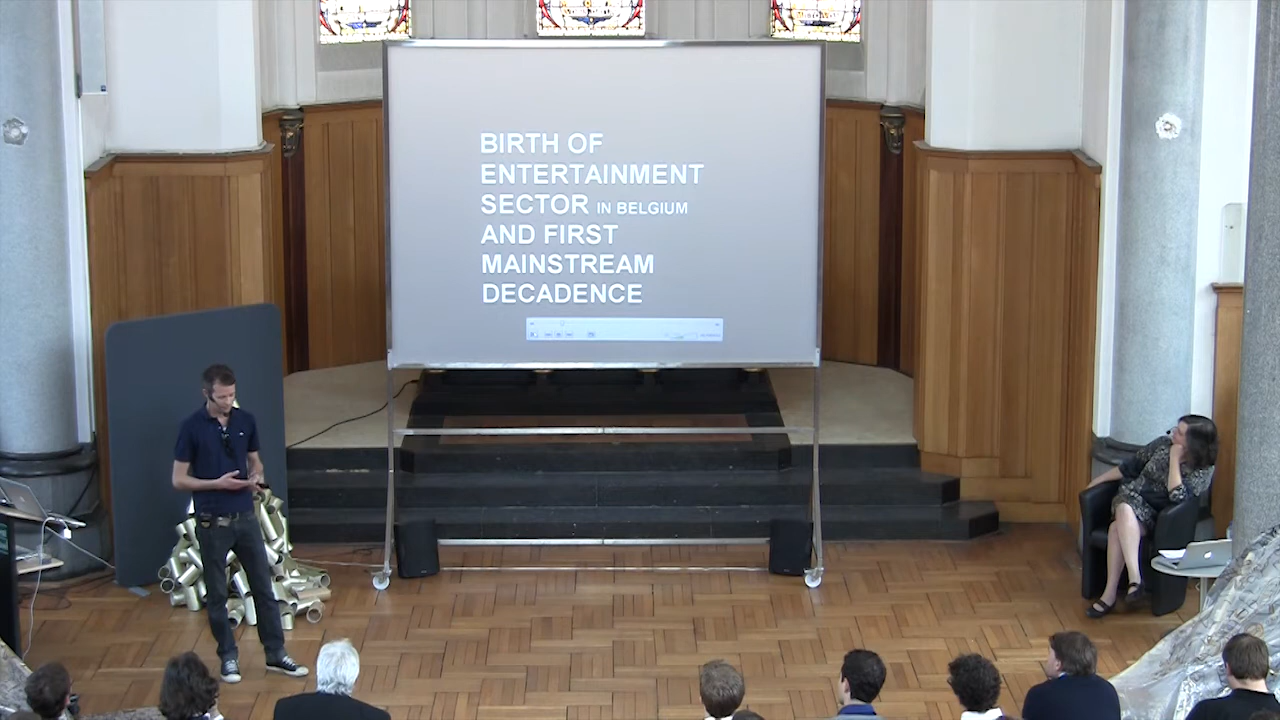 BIRTH OF
ENTERTAINMENT
SECTOR IN BELGIUM
AND FIRST
MAINSTREAM
DECADENCE